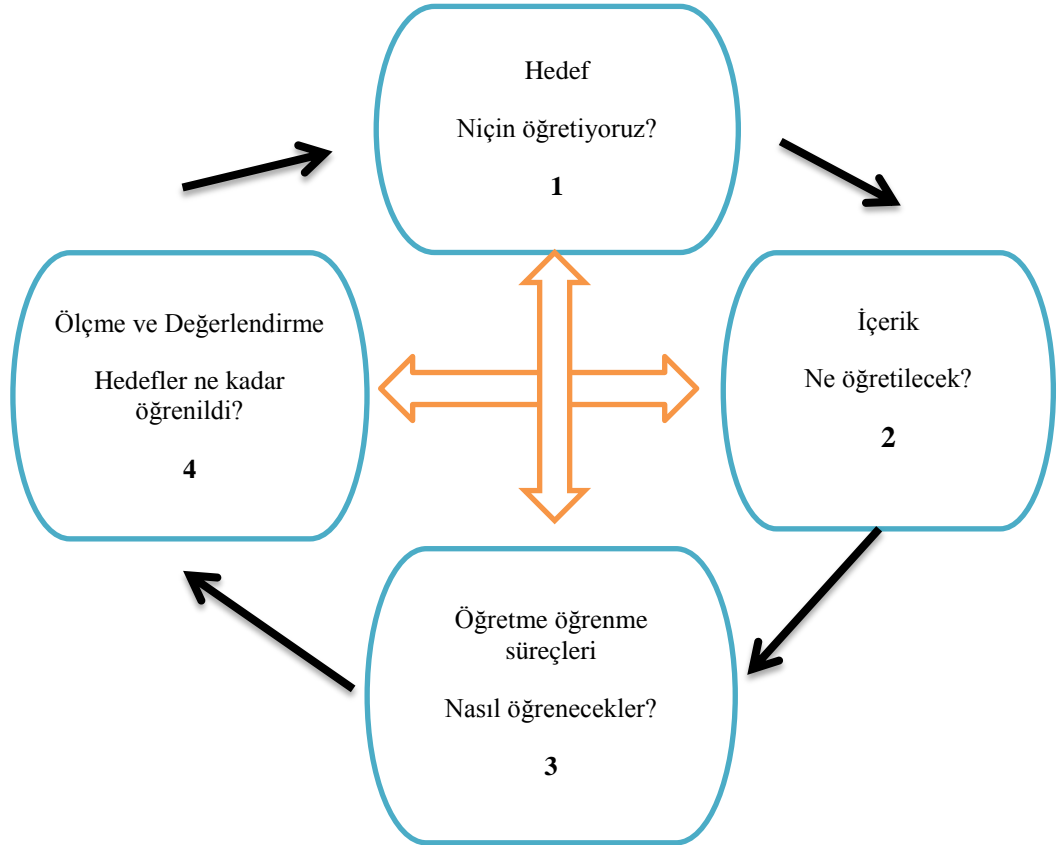 Hedef
Niçin öğretiyoruz?
1
İçerik
Ne öğretilecek?
2
Öğretme öğrenme
süreçleri
Nasıl öğrenecekler?
3
Ölçme ve Değerlendirme
Hedefler ne kadar
öğrenildi?
4